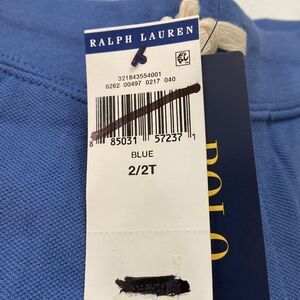 RALPH LAUREN
321843554001
6262 00497 0217 040
8 85031 57237 1
BLUE
2/2T
POLO